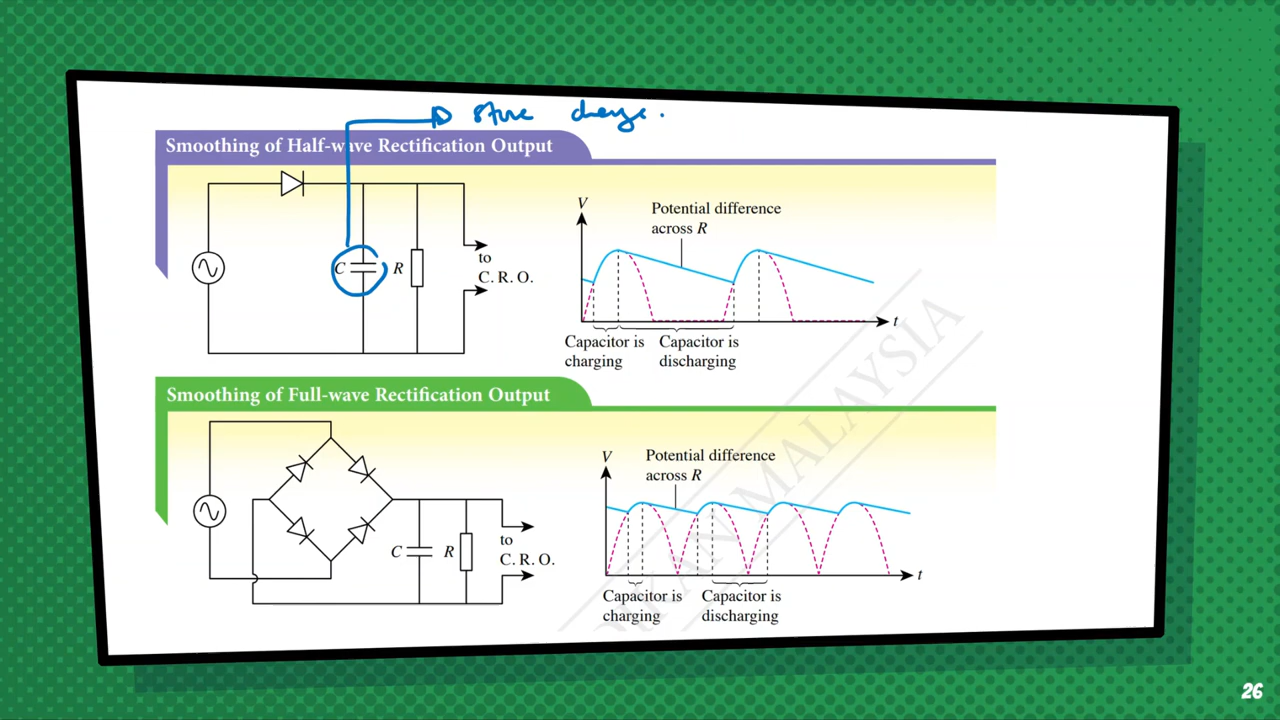 store charge.
Smoothing of Half-wave Rectification Output
C
R
to
C. R. O.
V
Potential difference
across R
t
Capacitor is
charging
Capacitor is
discharging
Smoothing of Full-wave Rectification Output
C
R
to
C. R. O.
V
Potential difference
across R
t
Capacitor is
charging
Capacitor is
discharging
MALAYSIA
26